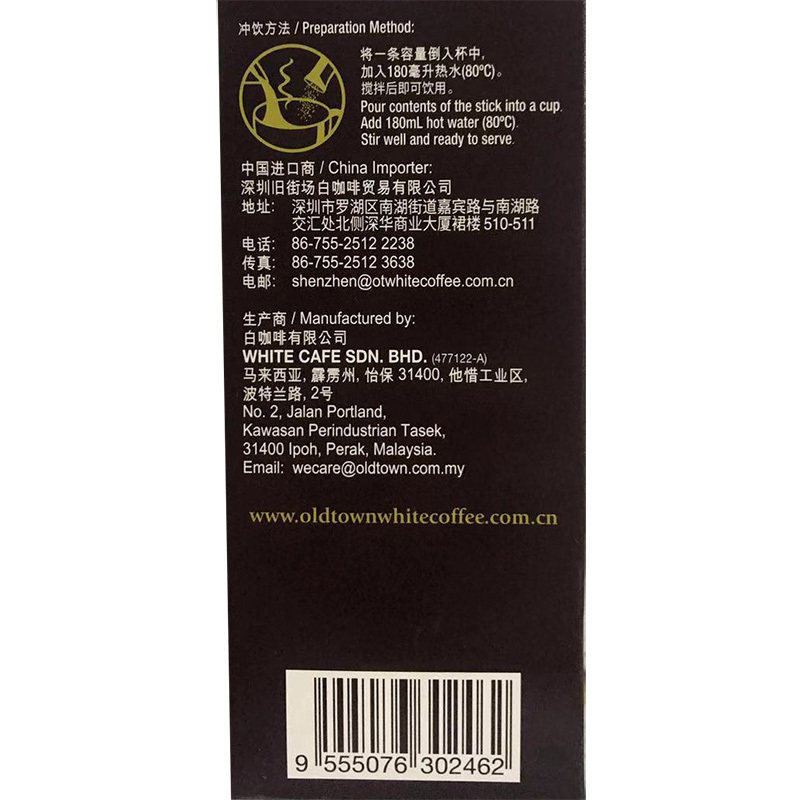 冲饮方法 / Preparation Method:
将一条容量倒入杯中,
加入180毫升热水(80ºC)。
搅拌后即可饮用。
Pour contents of the stick into a cup.
Add 180mL hot water (80ºC).
Stir well and ready to serve.
中国进口商 / China Importer:
深圳旧街场白咖啡贸易有限公司
地址: 深圳市罗湖区南湖街道嘉宾路与南湖路
交汇处北侧深华商业大厦裙楼 510-511
电话: 86-755-2512 2238
传真: 86-755-2512 3638
电邮: shenzhen@otwhitecoffee.com.cn
生产商 / Manufactured by:
白咖啡有限公司
WHITE CAFE SDN. BHD. (477122-A)
马来西亚, 霹雳州, 怡保 31400, 他惜工业区,
波特兰路, 2号
No. 2, Jalan Portland,
Kawasan Perindustrian Tasek,
31400 Ipoh, Perak, Malaysia.
Email: wecare@oldtown.com.my
www.oldtownwhitecoffee.com.cn
9 555076 302462